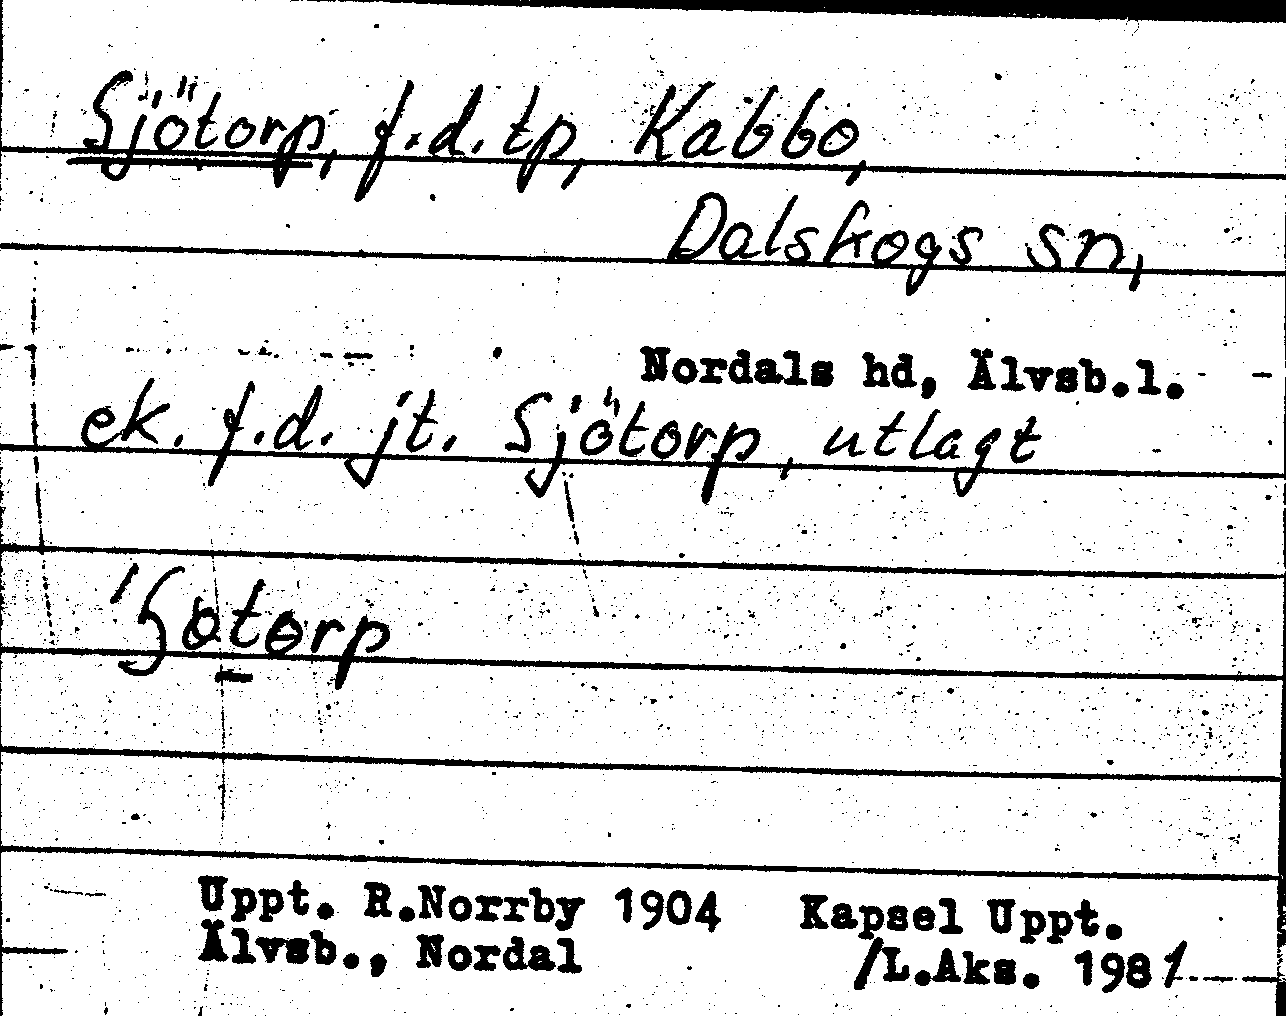 Sjötorp, f.d. tp, Kabbo,
Dalskogs sn,
Nordals hd, Älvsb.l.
ek. f.d. jt. Sjötorp, utlagt
Uppt. R.Norrby 1904 Kapsel Uppt.
Älvsb., Nordal /L.Aks. 1981